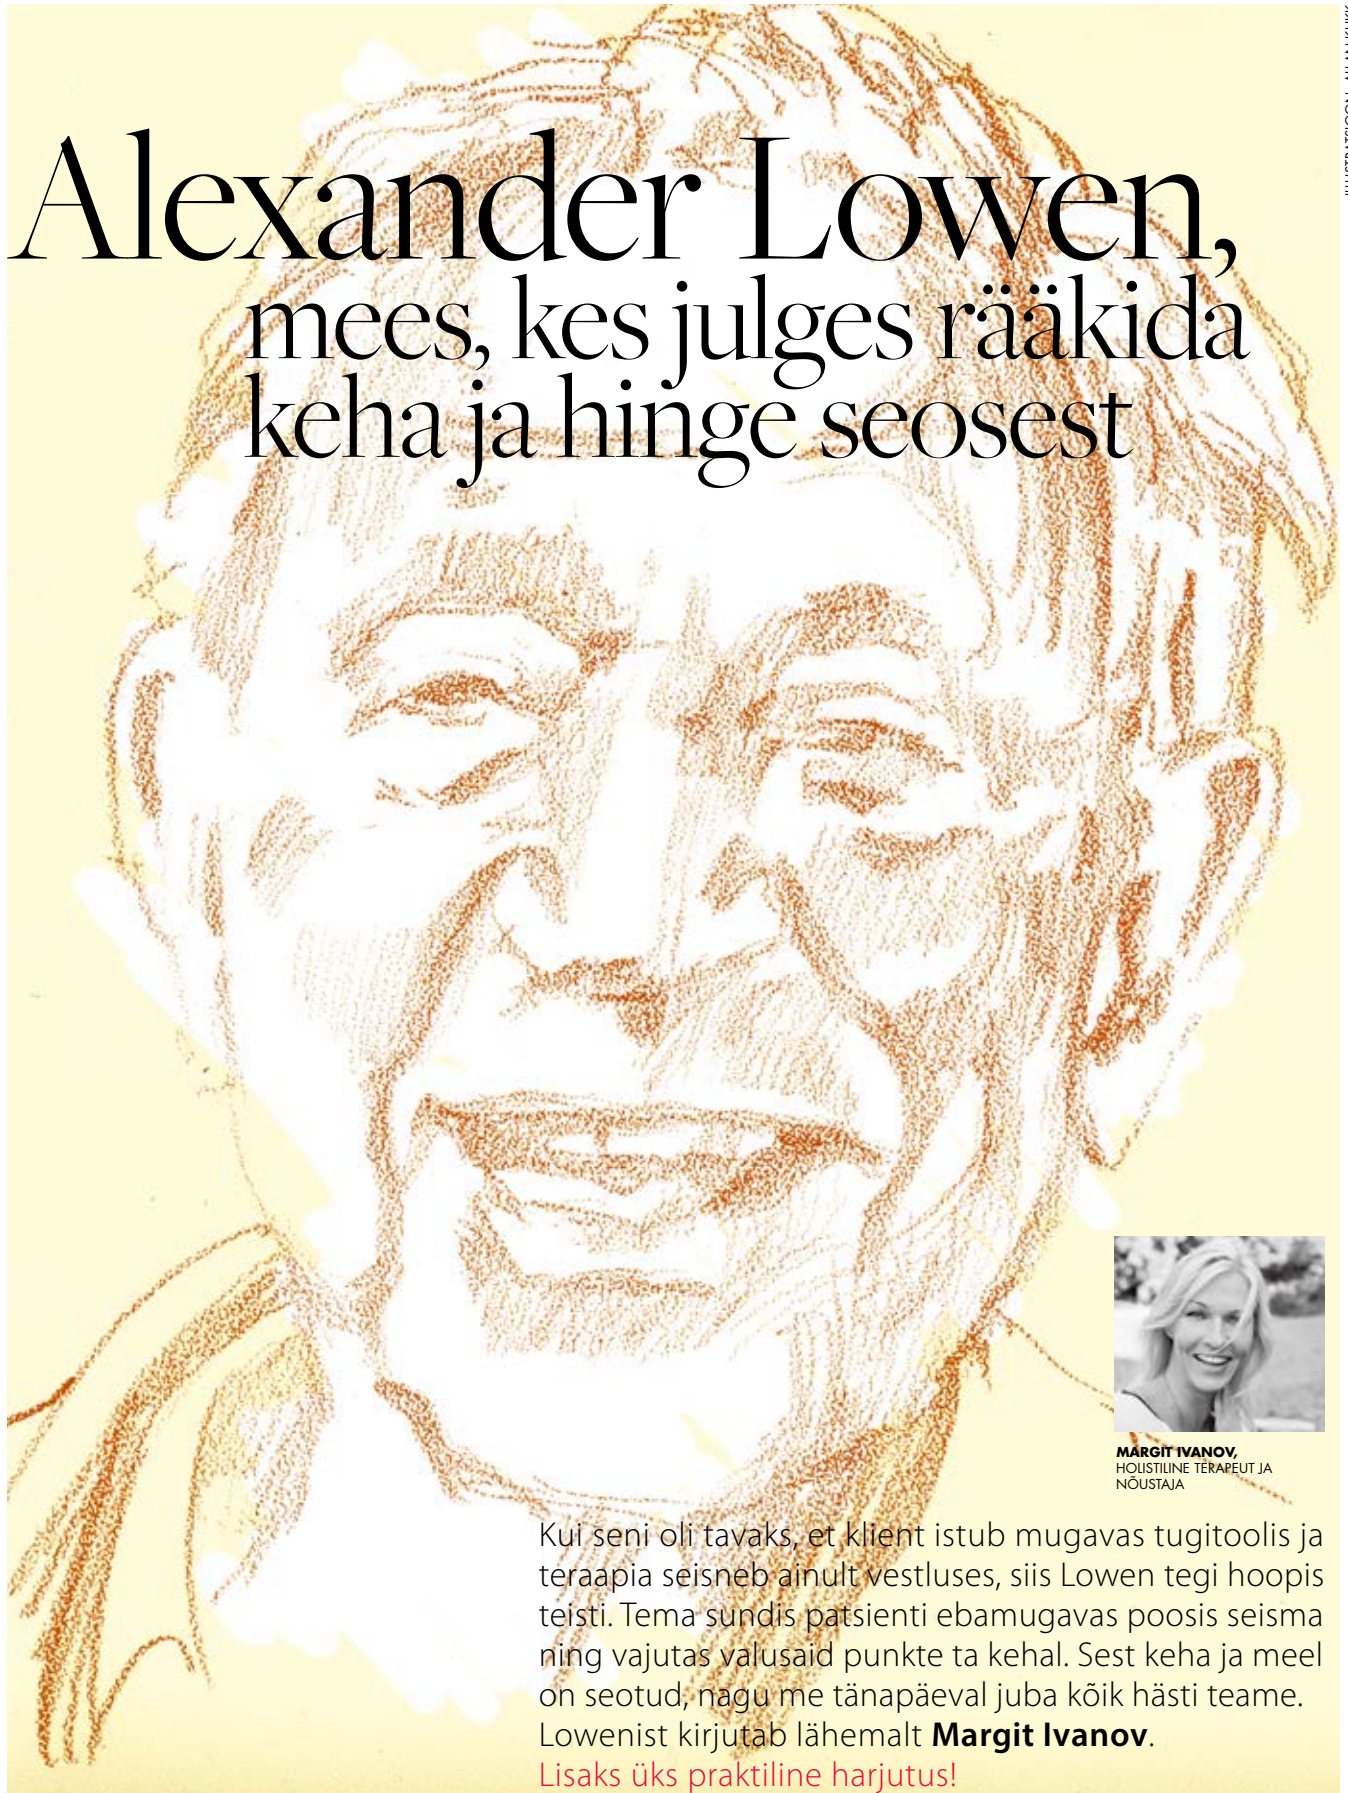 Alexander Lowen,
mees, kes julges rääkida
keha ja hinge seosest
MARGIT IVANOV,
HOLISTILINE TERAPEUT JA
NÕUSTAJA
Kui seni oli tavaks, et klient istub mugavas tugitoolis ja
teraapia seisneb ainult vestluses, siis Lowen tegi hoopis
teisti. Tema sundis patsienti ebamugavas poosis seisma
ning vajutas valusaid punkte ta kehal. Sest keha ja meel
on seotud, nagu me tänapäeval juba kõik hästi teame.
Lowenist kirjutab lähemalt Margit Ivanov.
Lisaks üks praktiline harjutus!